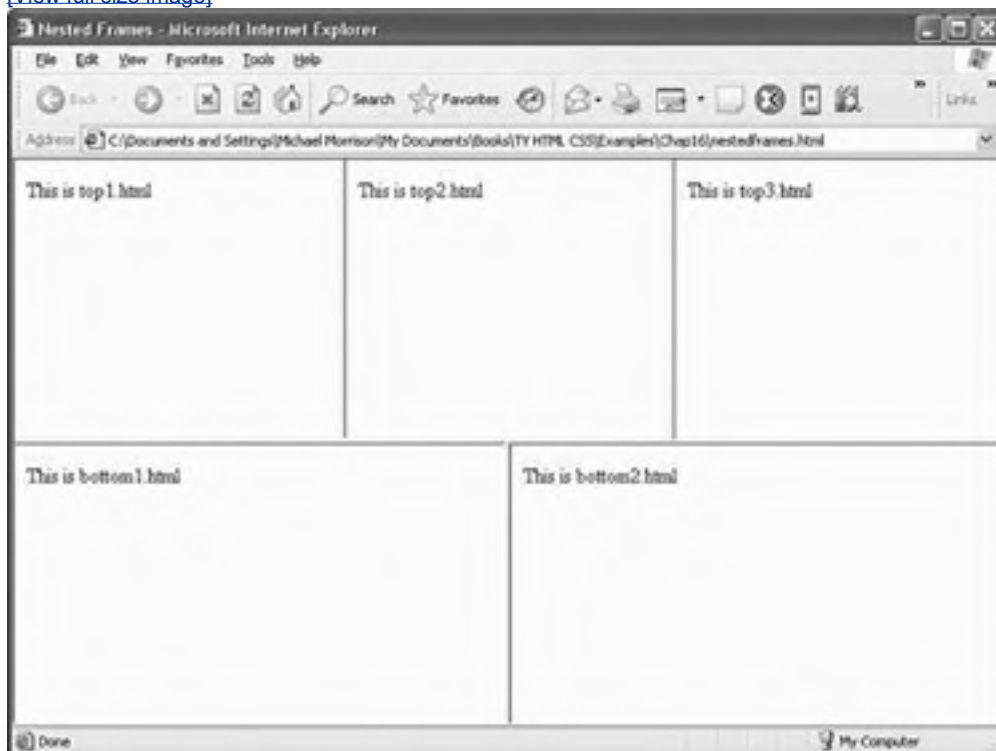 [View full size image]
Nested Frames - Microsoft Internet Explorer
File Edit View Favorites Tools Help
Back Search Favorites Links
Address C:\Documents and Settings\Michael Morrison\My Documents\Books\TY HTML CSS\Examples\Chap16\nestedframes.html
This is top1.html This is top2.html This is top3.html
This is bottom1.html This is bottom2.html
Done My Computer